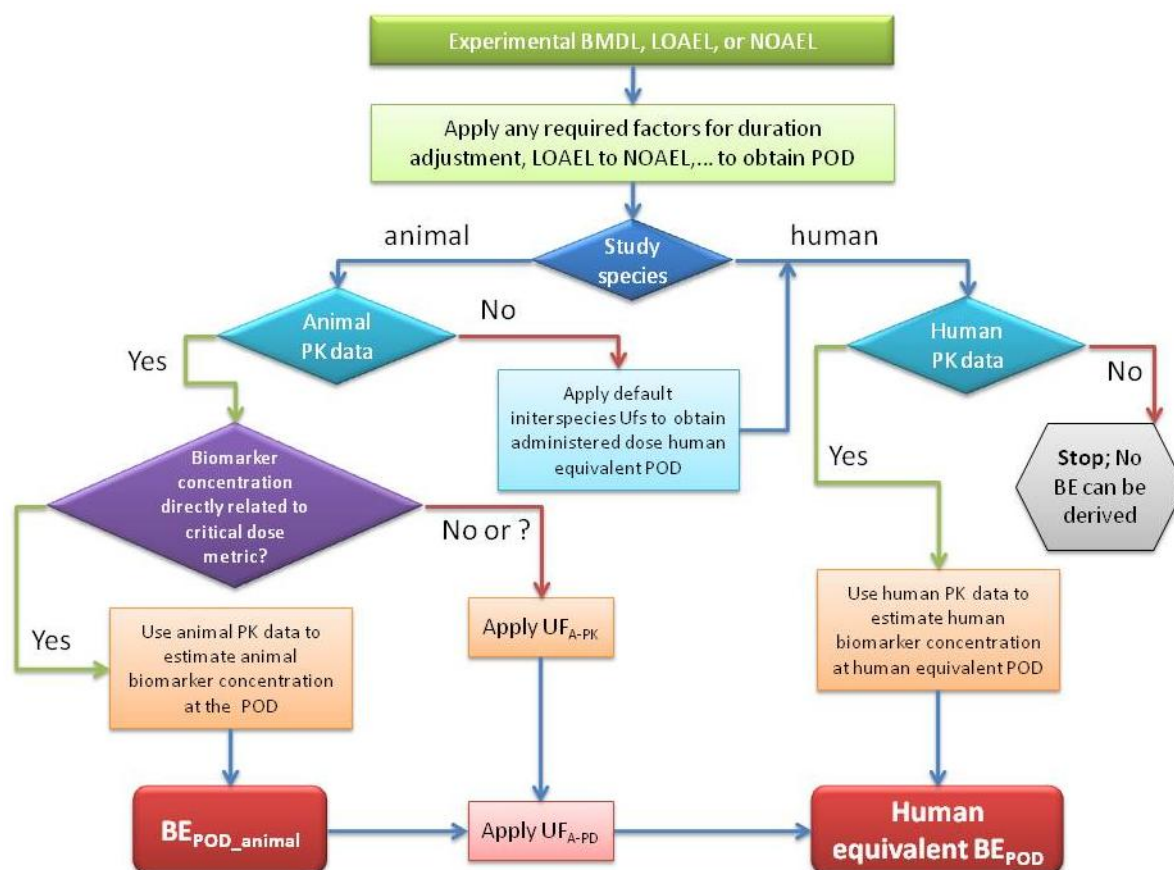 Experimental BMDL, LOAEL, or NOAEL
Apply any required factors for duration
adjustment, LOAEL to NOAEL,... to obtain POD
animal
Study
species
human
Animal
PK data
No
Yes
Human
PK data
No
Apply default
initerspecies Ufs to obtain
administered dose human
equivalent POD
Biomarker
concentration
directly related to
critical dose
metric?
No or ?
Yes
Stop; No
BE can be
derived
Yes
Use animal PK data to
estimate animal
biomarker concentration
at the POD
Apply UFA-PK
Use human PK data to
estimate human
biomarker concentration
at human equivalent POD
BEPOD_animal
Apply UFA-PD
Human
equivalent BEPOD